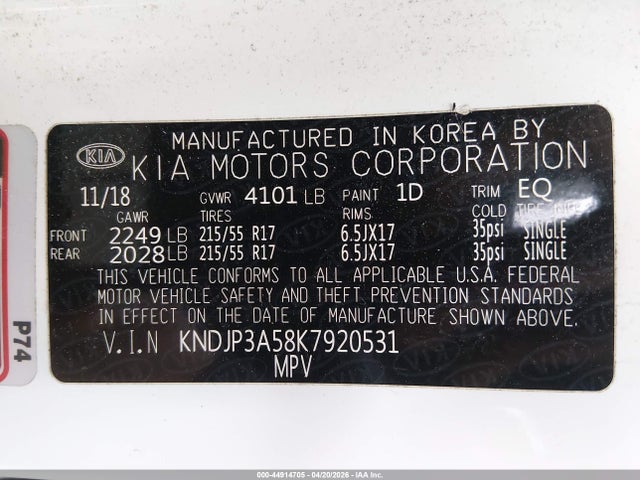 MANUFACTURED IN KOREA BY
KIA KIA MOTORS CORPORATION
11/18 GVWR 4101 LB PAINT 1D TRIM EQ
GAWR TIRES RIMS COLD TIRE INFL
FRONT 2249 LB 215/55 R17 6.5JX17 35psi SINGLE
REAR 2028 LB 215/55 R17 6.5JX17 35psi SINGLE
THIS VEHICLE CONFORMS TO ALL APPLICABLE U.S.A. FEDERAL
MOTOR VEHICLE SAFETY AND THEFT PREVENTION STANDARDS
IN EFFECT ON THE DATE OF MANUFACTURE SHOWN ABOVE.
V.I.N KNDJP3A58K7920531
MPV
P74
000-44914705 - 04/20/2026 - IAAI INC.